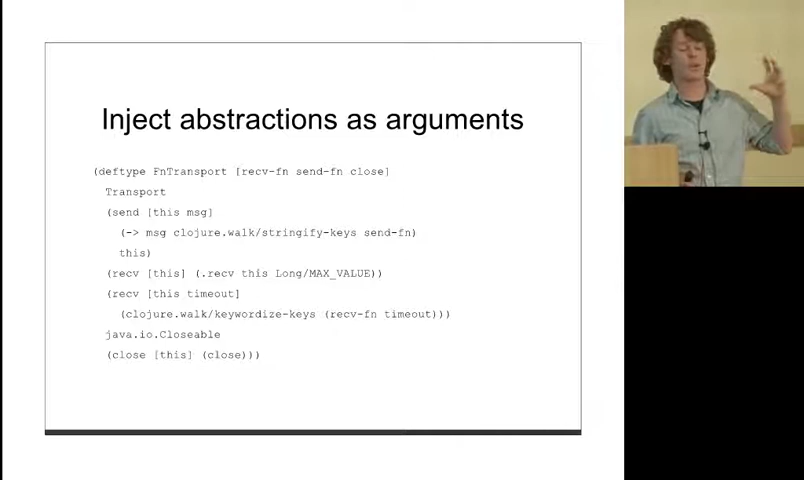 Inject abstractions as arguments
(deftype FnTransport [recv-fn send-fn close]
Transport
(send [this msg]
(-> msg clojure.walk/stringify-keys send-fn)
this)
(recv [this] (.recv this Long/MAX_VALUE))
(recv [this timeout]
(clojure.walk/keywordize-keys (recv-fn timeout)))
java.io.Closeable
(close [this] (close)))